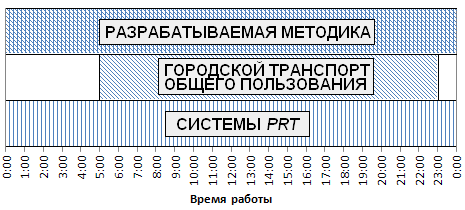 РАЗРАБАТЫВАЕМАЯ МЕТОДИКА
ГОРОДСКОЙ ТРАНСПОРТ
ОБЩЕГО ПОЛЬЗОВАНИЯ
СИСТЕМЫ PRT
0:00 1:00 2:00 3:00 4:00 5:00 6:00 7:00 8:00 9:00 10:00 11:00 12:00 13:00 14:00 15:00 16:00 17:00 18:00 19:00 20:00 21:00 22:00 23:00 0:00
Время работы